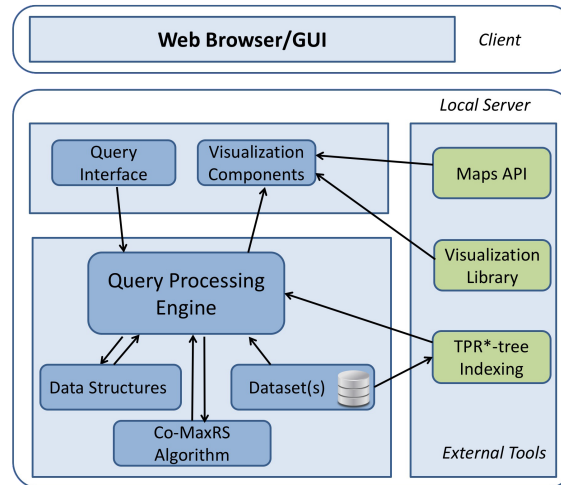 Web Browser/GUI
Client
Local Server
Query
Interface
Visualization
Components
Maps API
Visualization
Library
Query Processing
Engine
TPR*-tree
Indexing
Data Structures
Dataset(s)
Co-MaxRS
Algorithm
External Tools